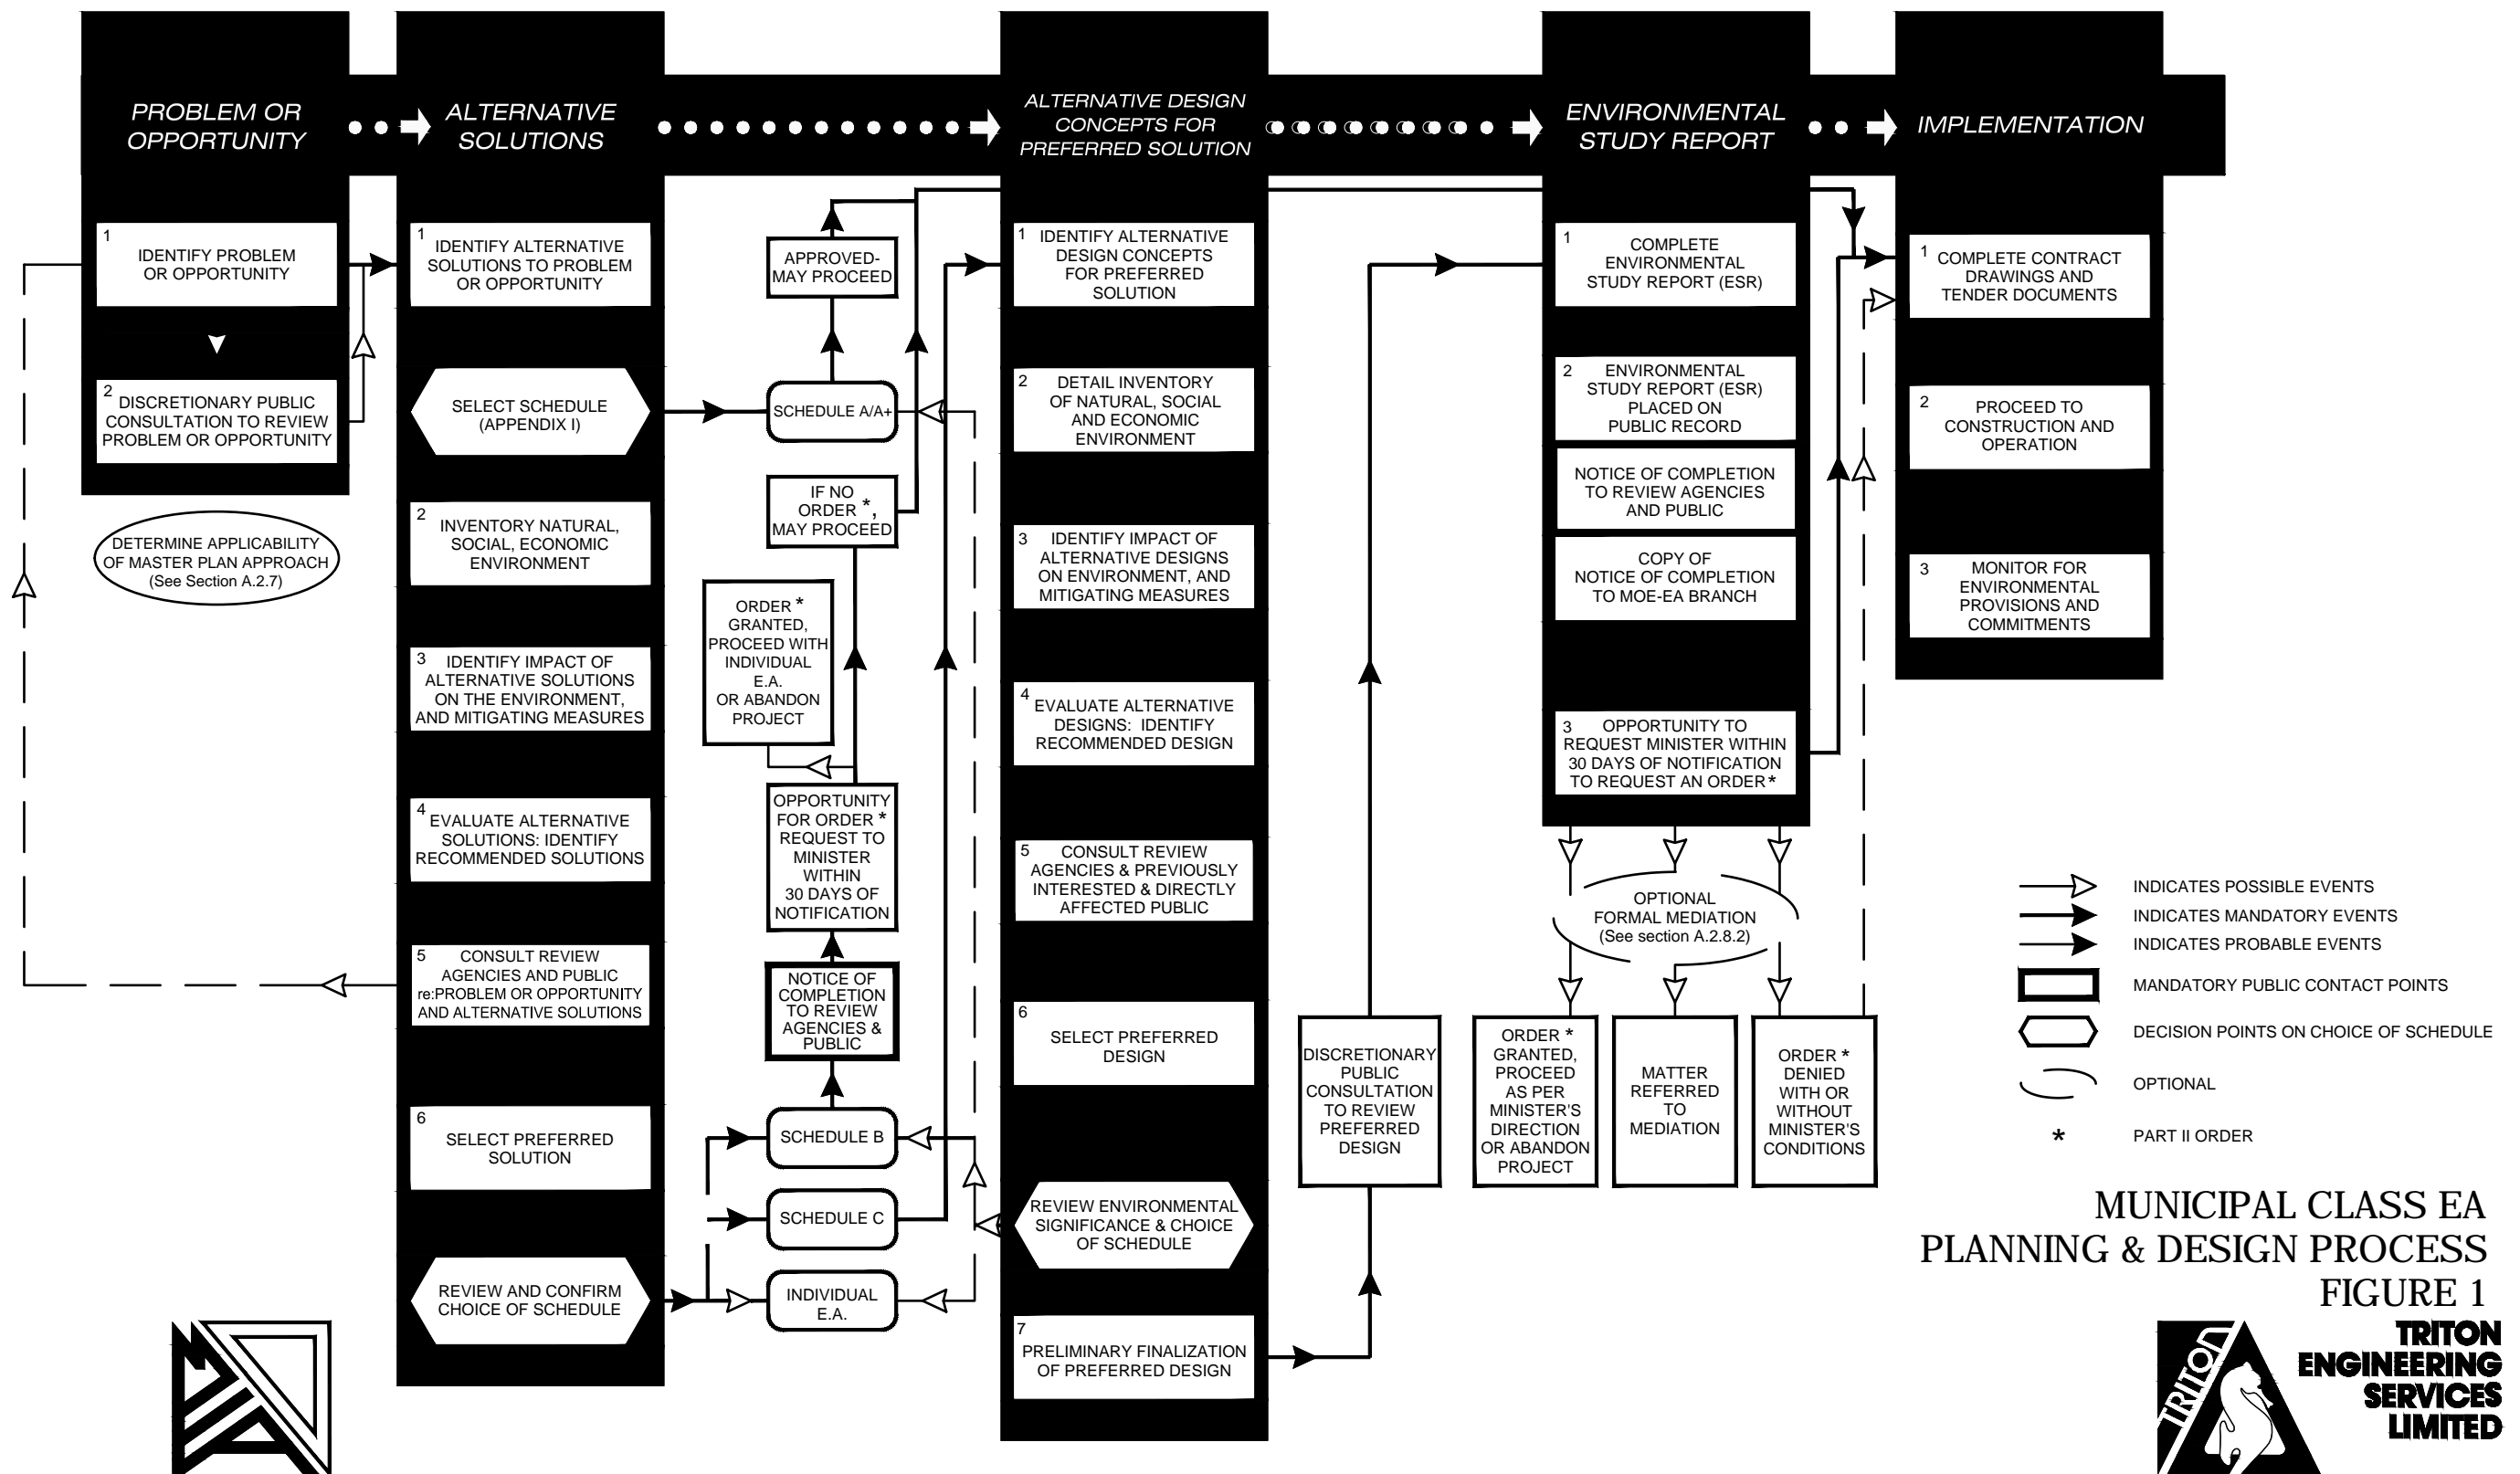 PROBLEM OR
OPPORTUNITY
ALTERNATIVE
SOLUTIONS
ALTERNATIVE DESIGN
CONCEPTS FOR
PREFERRED SOLUTION
ENVIRONMENTAL
STUDY REPORT
IMPLEMENTATION
1
IDENTIFY PROBLEM
OR OPPORTUNITY
2
DISCRETIONARY PUBLIC
CONSULTATION TO REVIEW
PROBLEM OR OPPORTUNITY
DETERMINE APPLICABILITY
OF MASTER PLAN APPROACH
(See Section A.2.7)
1
IDENTIFY ALTERNATIVE
SOLUTIONS TO PROBLEM
OR OPPORTUNITY
SELECT SCHEDULE
(APPENDIX I)
2
INVENTORY NATURAL,
SOCIAL, ECONOMIC
ENVIRONMENT
3
IDENTIFY IMPACT OF
ALTERNATIVE SOLUTIONS
ON THE ENVIRONMENT,
AND MITIGATING MEASURES
4
EVALUATE ALTERNATIVE
SOLUTIONS: IDENTIFY
RECOMMENDED SOLUTIONS
5
CONSULT REVIEW
AGENCIES AND PUBLIC
re:PROBLEM OR OPPORTUNITY
AND ALTERNATIVE SOLUTIONS
6
SELECT PREFERRED
SOLUTION
REVIEW AND CONFIRM
CHOICE OF SCHEDULE
APPROVED-
MAY PROCEED
SCHEDULE A/A+
IF NO
ORDER *,
MAY PROCEED
ORDER *
GRANTED,
PROCEED WITH
INDIVIDUAL
E.A.
OR ABANDON
PROJECT
OPPORTUNITY
FOR ORDER *
REQUEST TO
MINISTER
WITHIN
30 DAYS OF
NOTIFICATION
NOTICE OF
COMPLETION
TO REVIEW
AGENCIES &
PUBLIC
SCHEDULE B
SCHEDULE C
INDIVIDUAL
E.A.
1
IDENTIFY ALTERNATIVE
DESIGN CONCEPTS
FOR PREFERRED
SOLUTION
2
DETAIL INVENTORY
OF NATURAL, SOCIAL
AND ECONOMIC
ENVIRONMENT
3
IDENTIFY IMPACT OF
ALTERNATIVE DESIGNS
ON ENVIRONMENT, AND
MITIGATING MEASURES
4
EVALUATE ALTERNATIVE
DESIGNS: IDENTIFY
RECOMMENDED DESIGN
5
CONSULT REVIEW
AGENCIES & PREVIOUSLY
INTERESTED & DIRECTLY
AFFECTED PUBLIC
6
SELECT PREFERRED
DESIGN
REVIEW ENVIRONMENTAL
SIGNIFICANCE & CHOICE
OF SCHEDULE
7
PRELIMINARY FINALIZATION
OF PREFERRED DESIGN
DISCRETIONARY
PUBLIC
CONSULTATION
TO REVIEW
PREFERRED
DESIGN
1
COMPLETE
ENVIRONMENTAL
STUDY REPORT (ESR)
2
ENVIRONMENTAL
STUDY REPORT (ESR)
PLACED ON
PUBLIC RECORD
NOTICE OF COMPLETION
TO REVIEW AGENCIES
AND PUBLIC
COPY OF
NOTICE OF COMPLETION
TO MOE-EA BRANCH
3
OPPORTUNITY TO
REQUEST MINISTER WITHIN
30 DAYS OF NOTIFICATION
TO REQUEST AN ORDER *
OPTIONAL
FORMAL MEDIATION
(See section A.2.8.2)
ORDER *
GRANTED,
PROCEED
AS PER
MINISTER'S
DIRECTION
OR ABANDON
PROJECT
MATTER
REFERRED
TO
MEDIATION
ORDER *
DENIED
WITH OR
WITHOUT
MINISTER'S
CONDITIONS
1
COMPLETE CONTRACT
DRAWINGS AND
TENDER DOCUMENTS
2
PROCEED TO
CONSTRUCTION AND
OPERATION
3
MONITOR FOR
ENVIRONMENTAL
PROVISIONS AND
COMMITMENTS
INDICATES POSSIBLE EVENTS
INDICATES MANDATORY EVENTS
INDICATES PROBABLE EVENTS
MANDATORY PUBLIC CONTACT POINTS
DECISION POINTS ON CHOICE OF SCHEDULE
OPTIONAL
* PART II ORDER
MUNICIPAL CLASS EA
PLANNING & DESIGN PROCESS
FIGURE 1
TRITON
TRITON
ENGINEERING
SERVICES
LIMITED